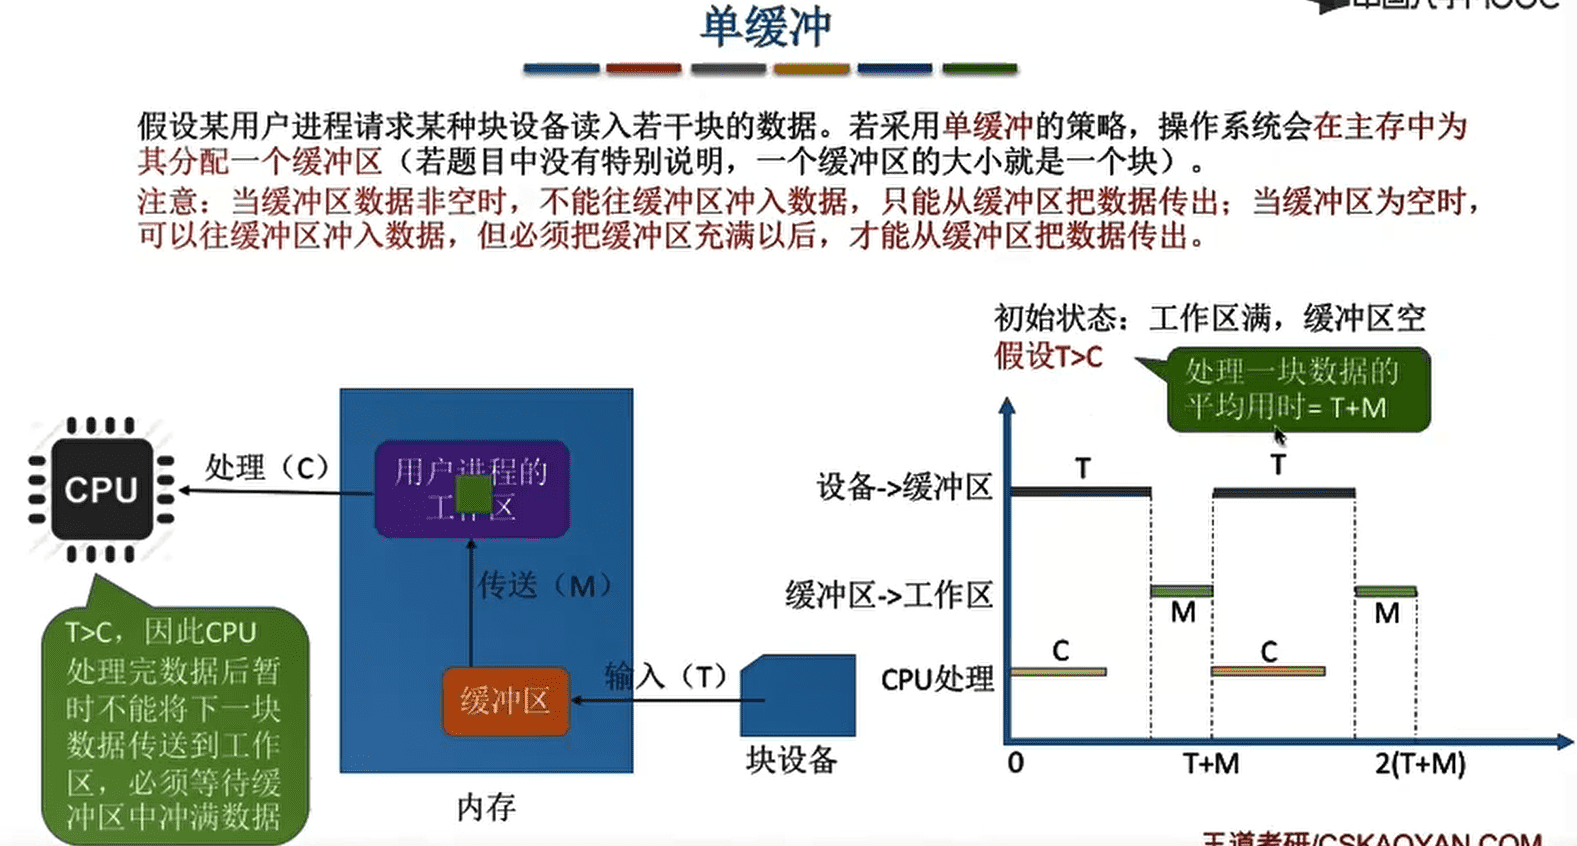 单缓冲
假设某用户进程请求某种块设备读入若干块的数据。若采用单缓冲的策略，操作系统会在主存中为
其分配一个缓冲区（若题目中没有特别说明，一个缓冲区的大小就是一个块）。
注意：当缓冲区数据非空时，不能往缓冲区冲入数据，只能从缓冲区把数据传出；当缓冲区为空时，
可以往缓冲区冲入数据，但必须把缓冲区充满以后，才能从缓冲区把数据传出。
初始状态：工作区满，缓冲区空
假设T>C
处理一块数据的
平均用时= T+M
CPU
处理（C）
用户进程的
工作区
传送（M）
缓冲区
输入（T）
块设备
内存
T>C，因此CPU
处理完数据后暂
时不能将下一块
数据传送到工作
区，必须等待缓
冲区中冲满数据
设备->缓冲区
T
T
缓冲区->工作区
M
M
CPU处理
C
C
0
T+M
2(T+M)
王道考研/CSKAOYAN.COM